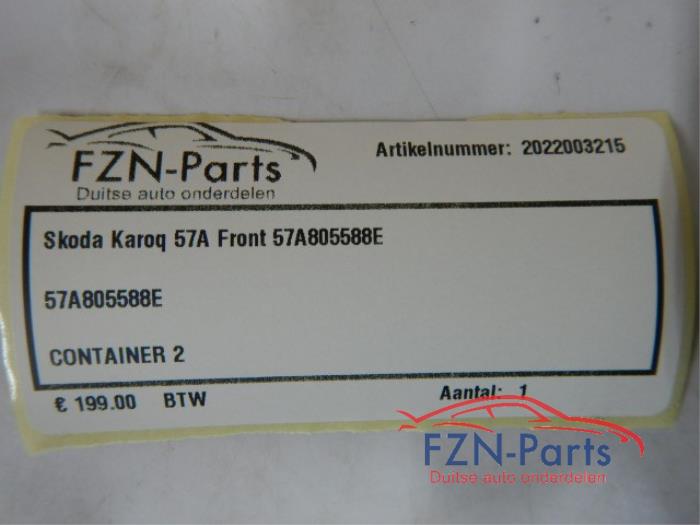 FZN-Parts
Duitse auto onderdelen
Artikelnummer: 2022003215
Skoda Karoq 57A Front 57A805588E
57A805588E
CONTAINER 2
€ 199.00 BTW
Aantal: 1
FZN-Parts
Duitse auto onderdelen